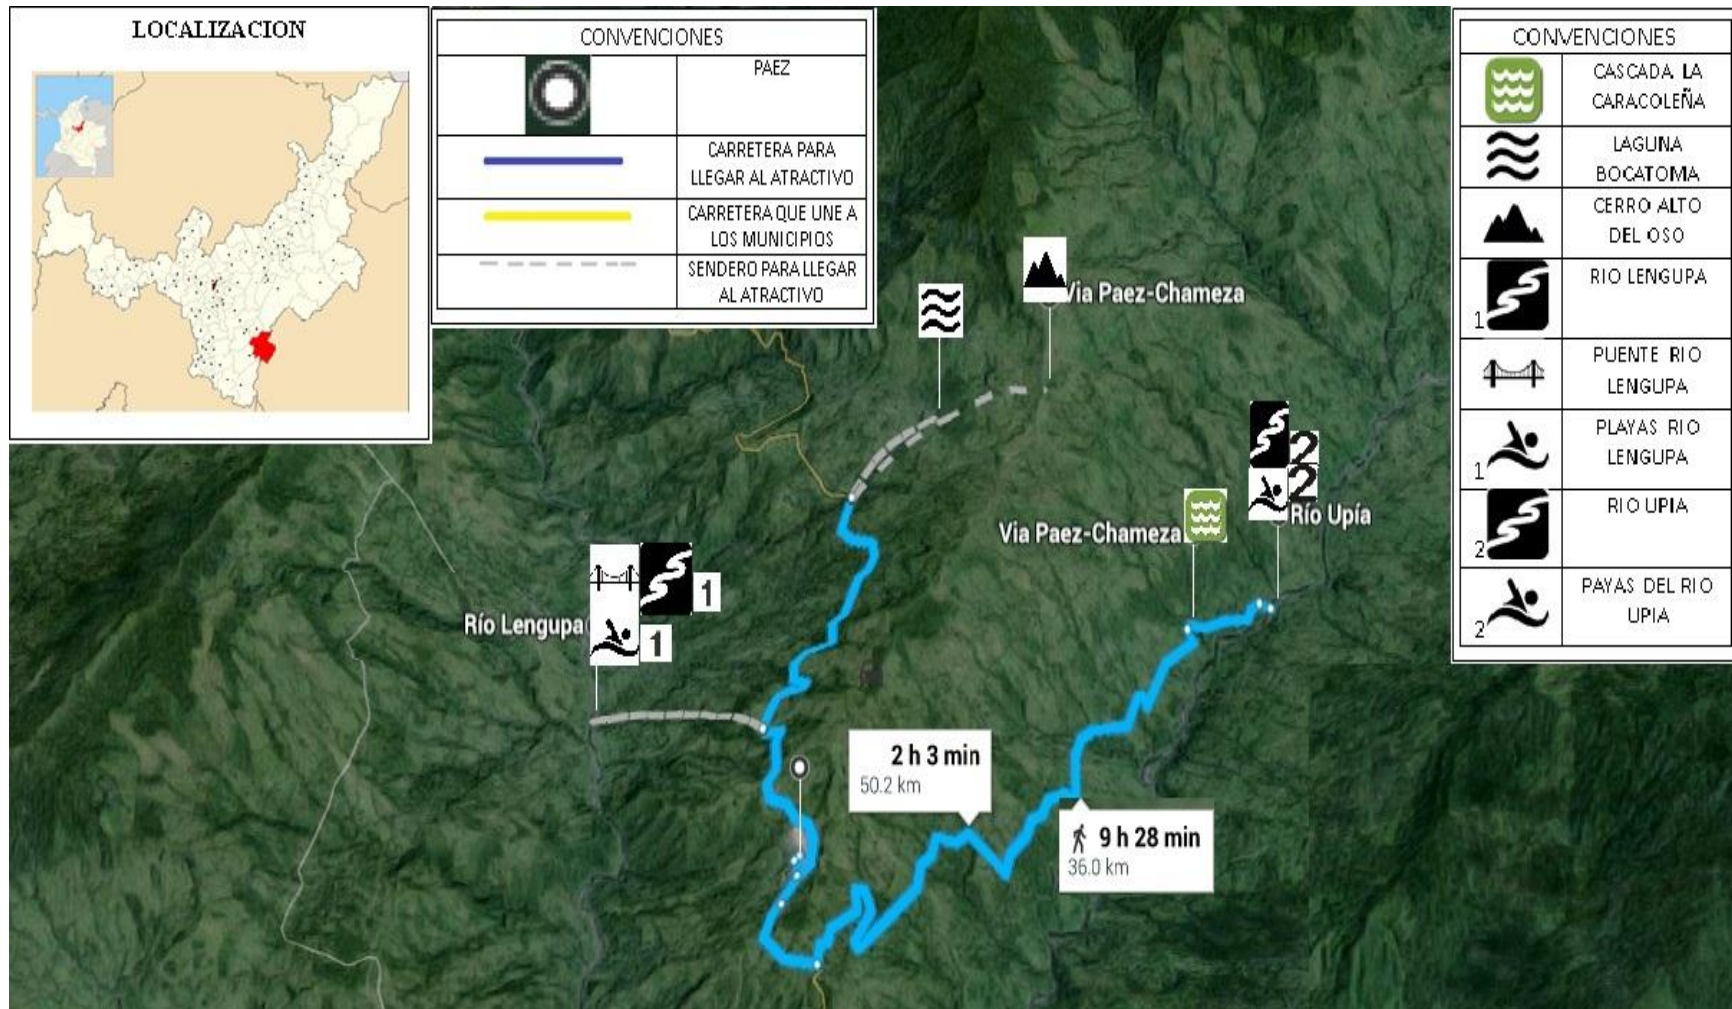 LOCALIZACION
CONVENCIONES
PAEZ
CARRETERA PARA
LLEGAR AL ATRACTIVO
CARRETERA QUE UNE A
LOS MUNICIPIOS
SENDERO PARA LLEGAR
AL ATRACTIVO
CONVENCIONES
CASCADA LA
CARACOLEÑA
LAGUNA
BOCATOMA
CERRO ALTO
DEL OSO
1
RIO LENGUPA
PUENTE RIO
LENGUPA
1
PLAYAS RIO
LENGUPA
2
RIO UPIA
2
PAYAS DEL RIO
UPIA
Via Paez-Chameza
2
2
Río Upía
Via Paez-Chameza
1
Río Lengupa
1
2 h 3 min
50.2 km
9 h 28 min
36.0 km